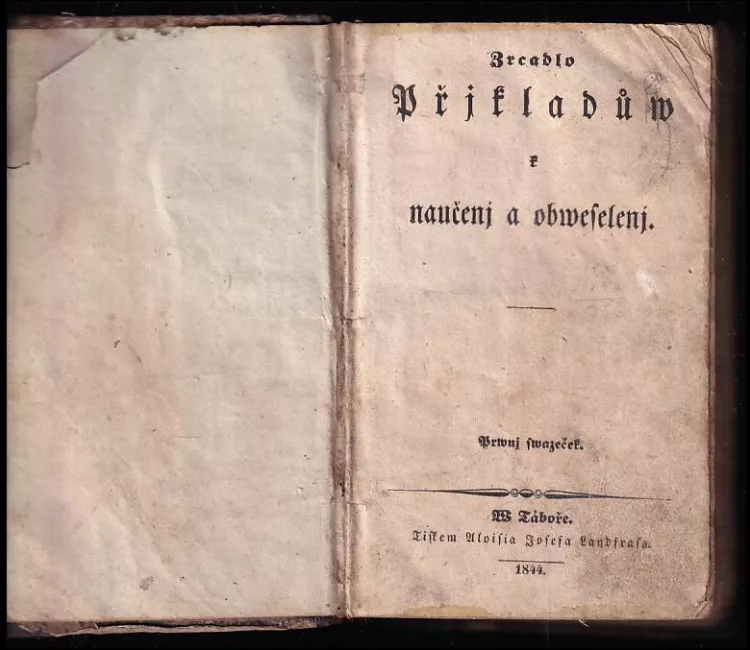 Zrcadlo
Přjkladůw
k
naučenj a obweselenj.
Prwnj swazeček.
W Táboře.
Tiskem Aloisia Josefa Landfrasa.
1844.